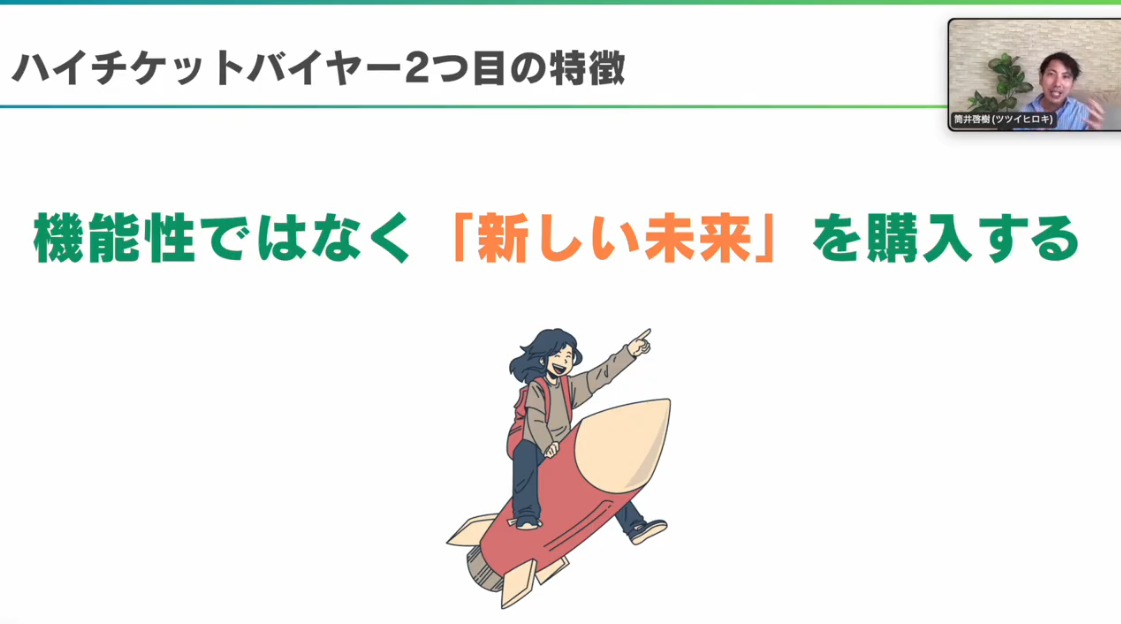 ハイチケットバイヤー2つ目の特徴
筒井啓樹 (ツツイヒロキ)
機能性ではなく「新しい未来」を購入する